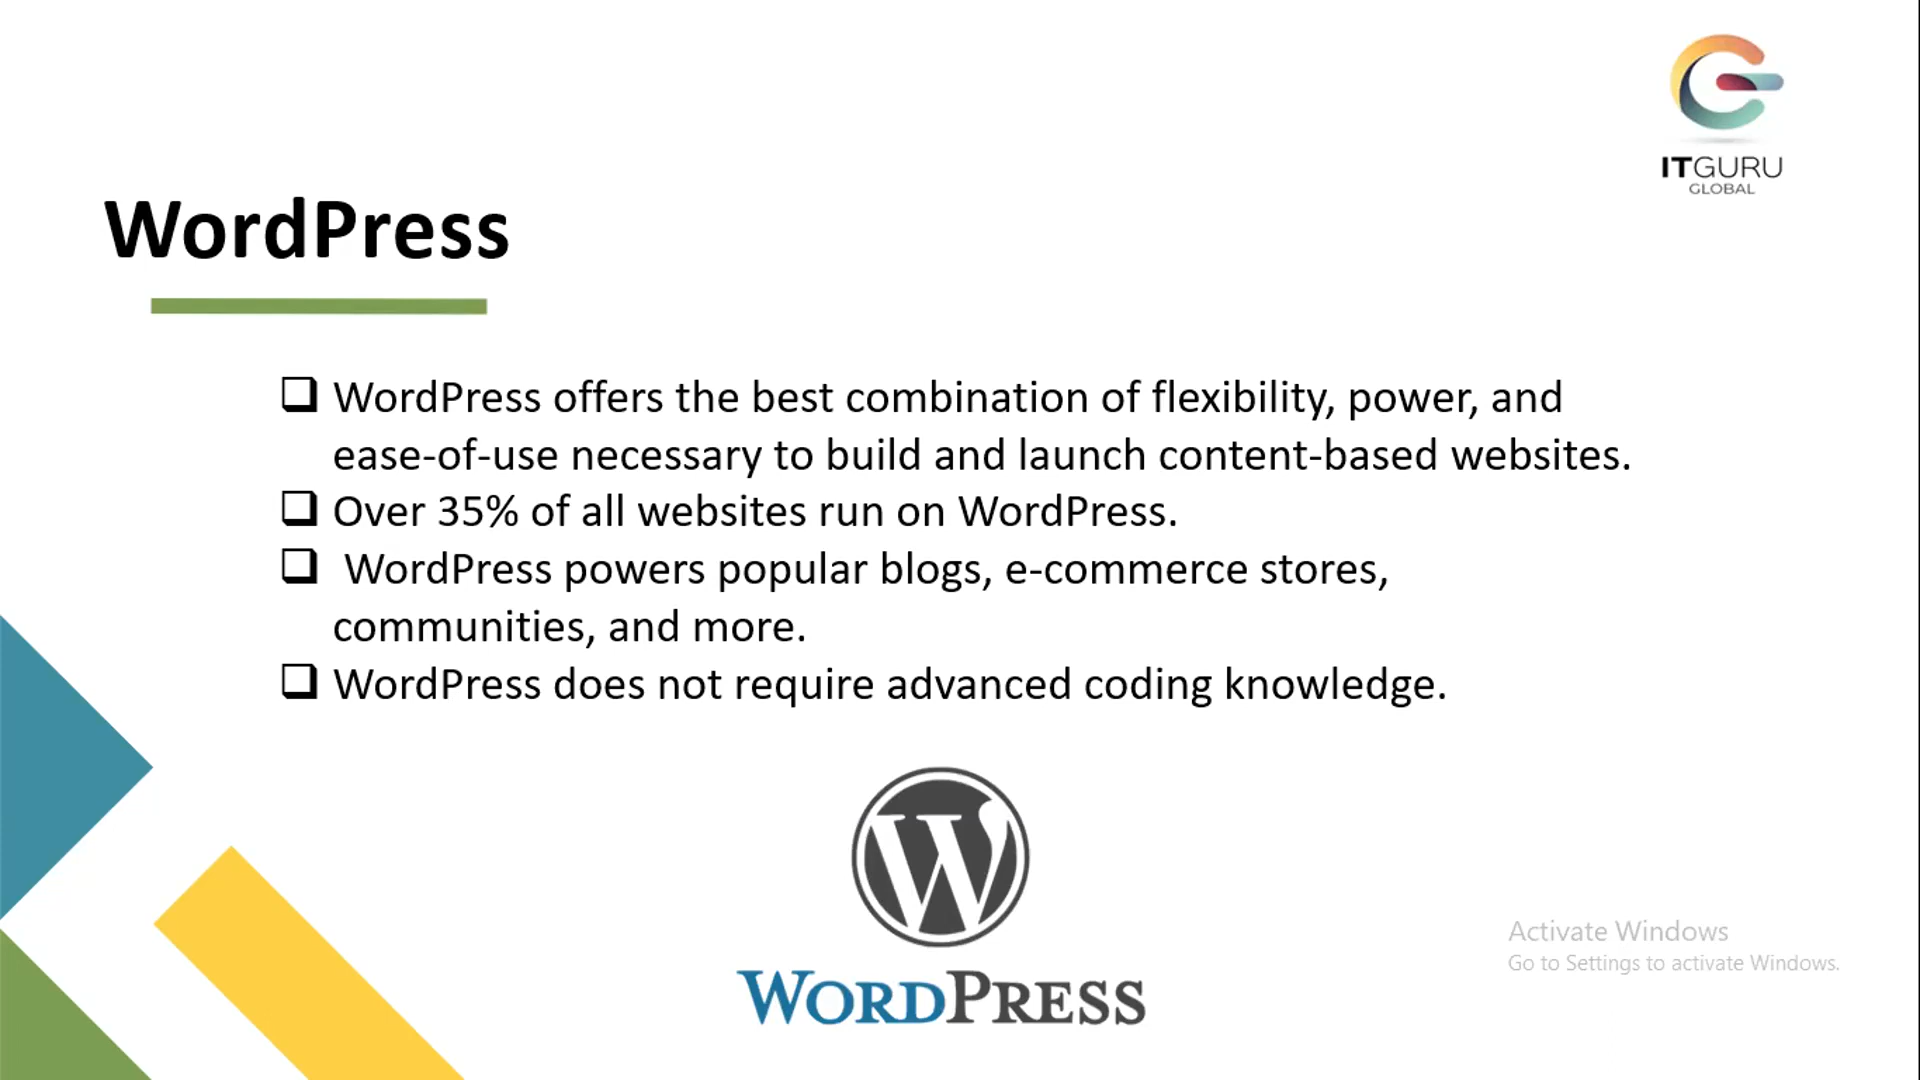 ITGURU
GLOBAL
WordPress
WordPress offers the best combination of flexibility, power, and
ease-of-use necessary to build and launch content-based websites.
Over 35% of all websites run on WordPress.
WordPress powers popular blogs, e-commerce stores,
communities, and more.
WordPress does not require advanced coding knowledge.
W
WORDPRESS
Activate Windows
Go to Settings to activate Windows.